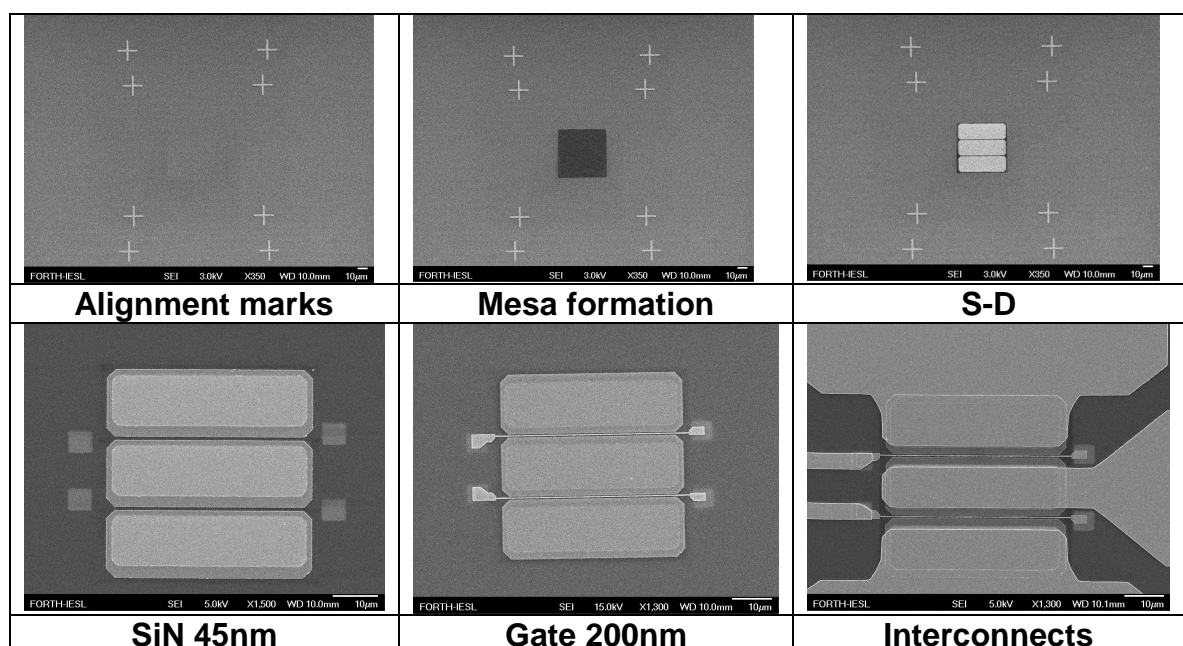 FORTH-IESL SEI 3.0kV X350 WD 10.0mm 10µm
FORTH-IESL SEI 3.0kV X350 WD 10.0mm 10µm
FORTH-IESL SEI 3.0kV X350 WD 10.0mm 10µm
Alignment marks
Mesa formation
S-D
FORTH-IESL SEI 5.0kV X1,500 WD 10.0mm 10µm
FORTH-IESL SEI 15.0kV X1,300 WD 10.0mm 10µm
FORTH-IESL SEI 5.0kV X1,300 WD 10.1mm 10µm
SiN 45nm
Gate 200nm
Interconnects